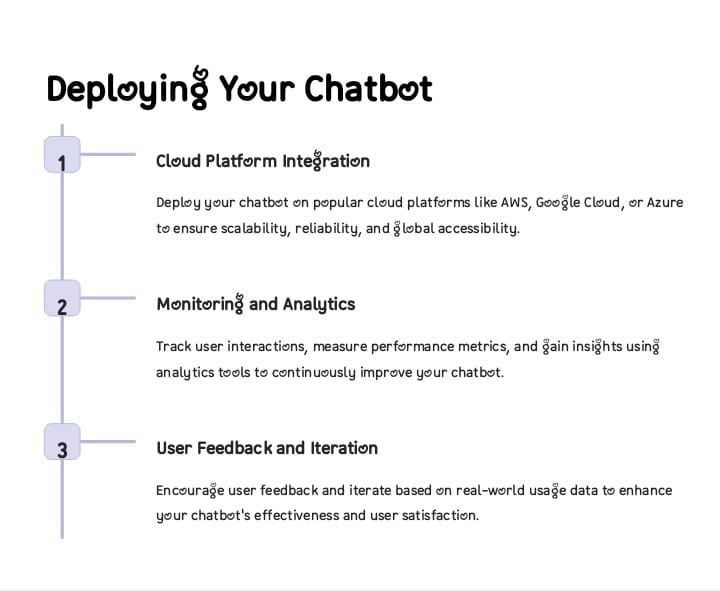 Deploying Your Chatbot
1
Cloud Platform Integration
Deploy your chatbot on popular cloud platforms like AWS, Google Cloud, or Azure
to ensure scalability, reliability, and global accessibility.
2
Monitoring and Analytics
Track user interactions, measure performance metrics, and gain insights using
analytics tools to continuously improve your chatbot.
3
User Feedback and Iteration
Encourage user feedback and iterate based on real-world usage data to enhance
your chatbot's effectiveness and user satisfaction.